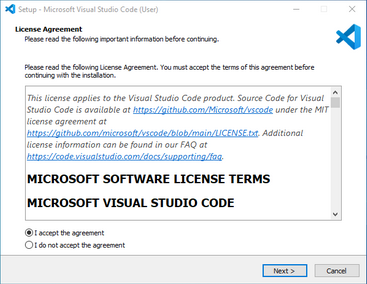 Setup - Microsoft Visual Studio Code (User)
License Agreement
Please read the following important information before continuing.
Please read the following License Agreement. You must accept the terms of this agreement before
continuing with the installation.
This license applies to the Visual Studio Code product. Source Code for Visual
Studio Code is available at https://github.com/Microsoft/vscode under the MIT
license agreement at
https://github.com/microsoft/vscode/blob/main/LICENSE.txt. Additional
license information can be found in our FAQ at
https://code.visualstudio.com/docs/supporting/faq.
MICROSOFT SOFTWARE LICENSE TERMS
MICROSOFT VISUAL STUDIO CODE
I accept the agreement
I do not accept the agreement
Next >
Cancel